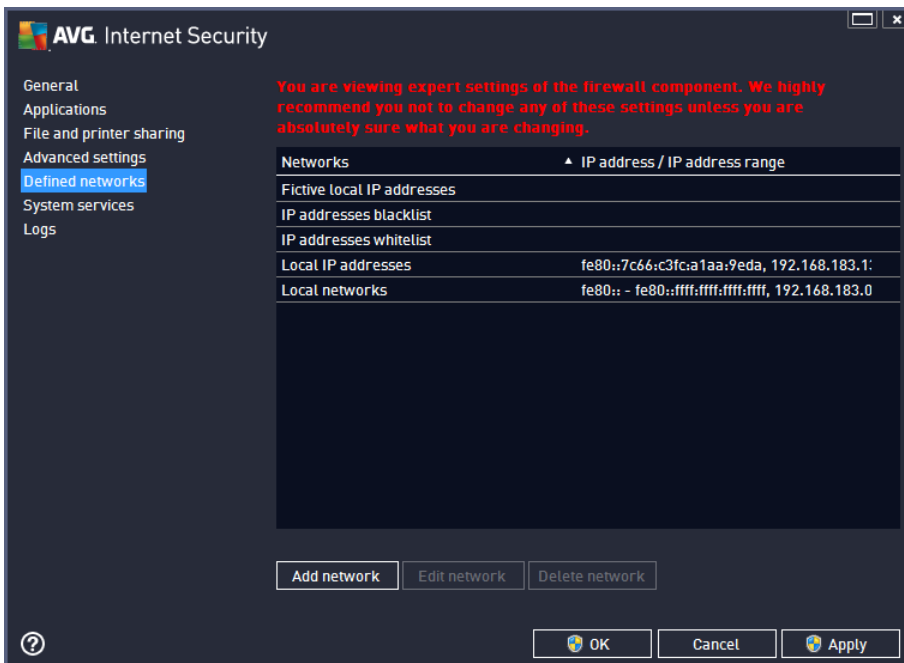 AVG. Internet Security
General
Applications
File and printer sharing
Advanced settings
Defined networks
System services
Logs
You are viewing expert settings of the firewall component. We highly
recommend you not to change any of these settings unless you are
absolutely sure what you are changing.
Networks ▲ IP address / IP address range
Fictive local IP addresses
IP addresses blacklist
IP addresses whitelist
Local IP addresses fe80::7c66:c3fc:a1aa:9eda, 192.168.183.1
Local networks fe80:: - fe80::ffff:ffff:ffff:ffff, 192.168.183.0
Add network Edit network Delete network
? OK Cancel Apply